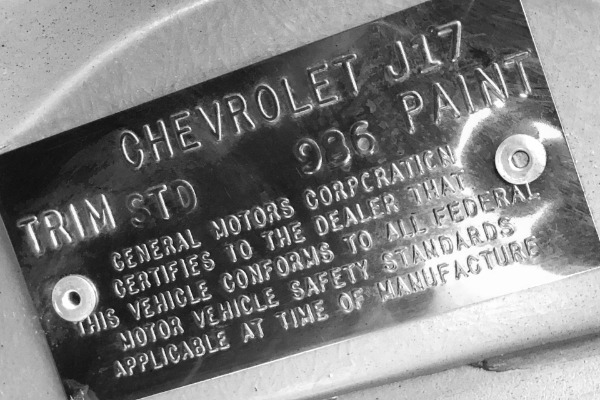 CHEVROLET J17
TRIM STD 936 PAINT
GENERAL MOTORS CORPCRATION
CERTIFIES TO THE DEALER THAT
THIS VEHICLE CONFORMS TO ALL FEDERAL
MOTOR VEHICLE SAFETY STANDARDS
APPLICABLE AT TIME OF MANUFACTURE